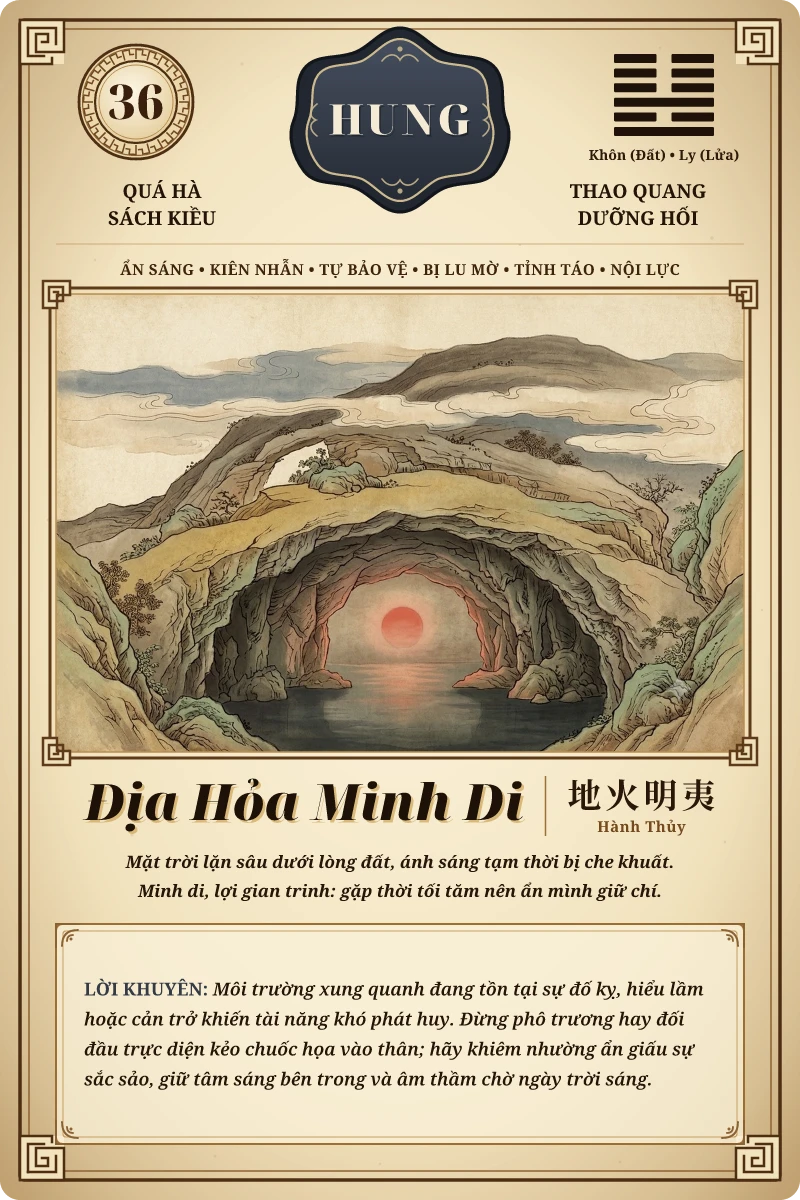 36
HUNG
Khôn (Đất) • Ly (Lửa)
QUÁ HÀ
SÁCH KIỀU
THAO QUANG
DƯỠNG HỐI
ẨN SÁNG • KIÊN NHẪN • TỰ BẢO VỆ • BỊ LU MỜ • TỈNH TÁO • NỘI LỰC
Địa Hỏa Minh Di
地火明夷
Hành Thủy
Mặt trời lặn sâu dưới lòng đất, ánh sáng tạm thời bị che khuất.
Minh di, lợi gian trinh: gặp thời tối tăm nên ẩn mình giữ chí.
LỜI KHUYÊN: Môi trường xung quanh đang tồn tại sự đố kỵ, hiểu lầm
hoặc cản trở khiến tài năng khó phát huy. Đừng phô trương hay đối
đầu trực diện kẻo chuốc họa vào thân; hãy khiêm nhường ẩn giấu sự
sắc sảo, giữ tâm sáng bên trong và âm thầm chờ ngày trời sáng.